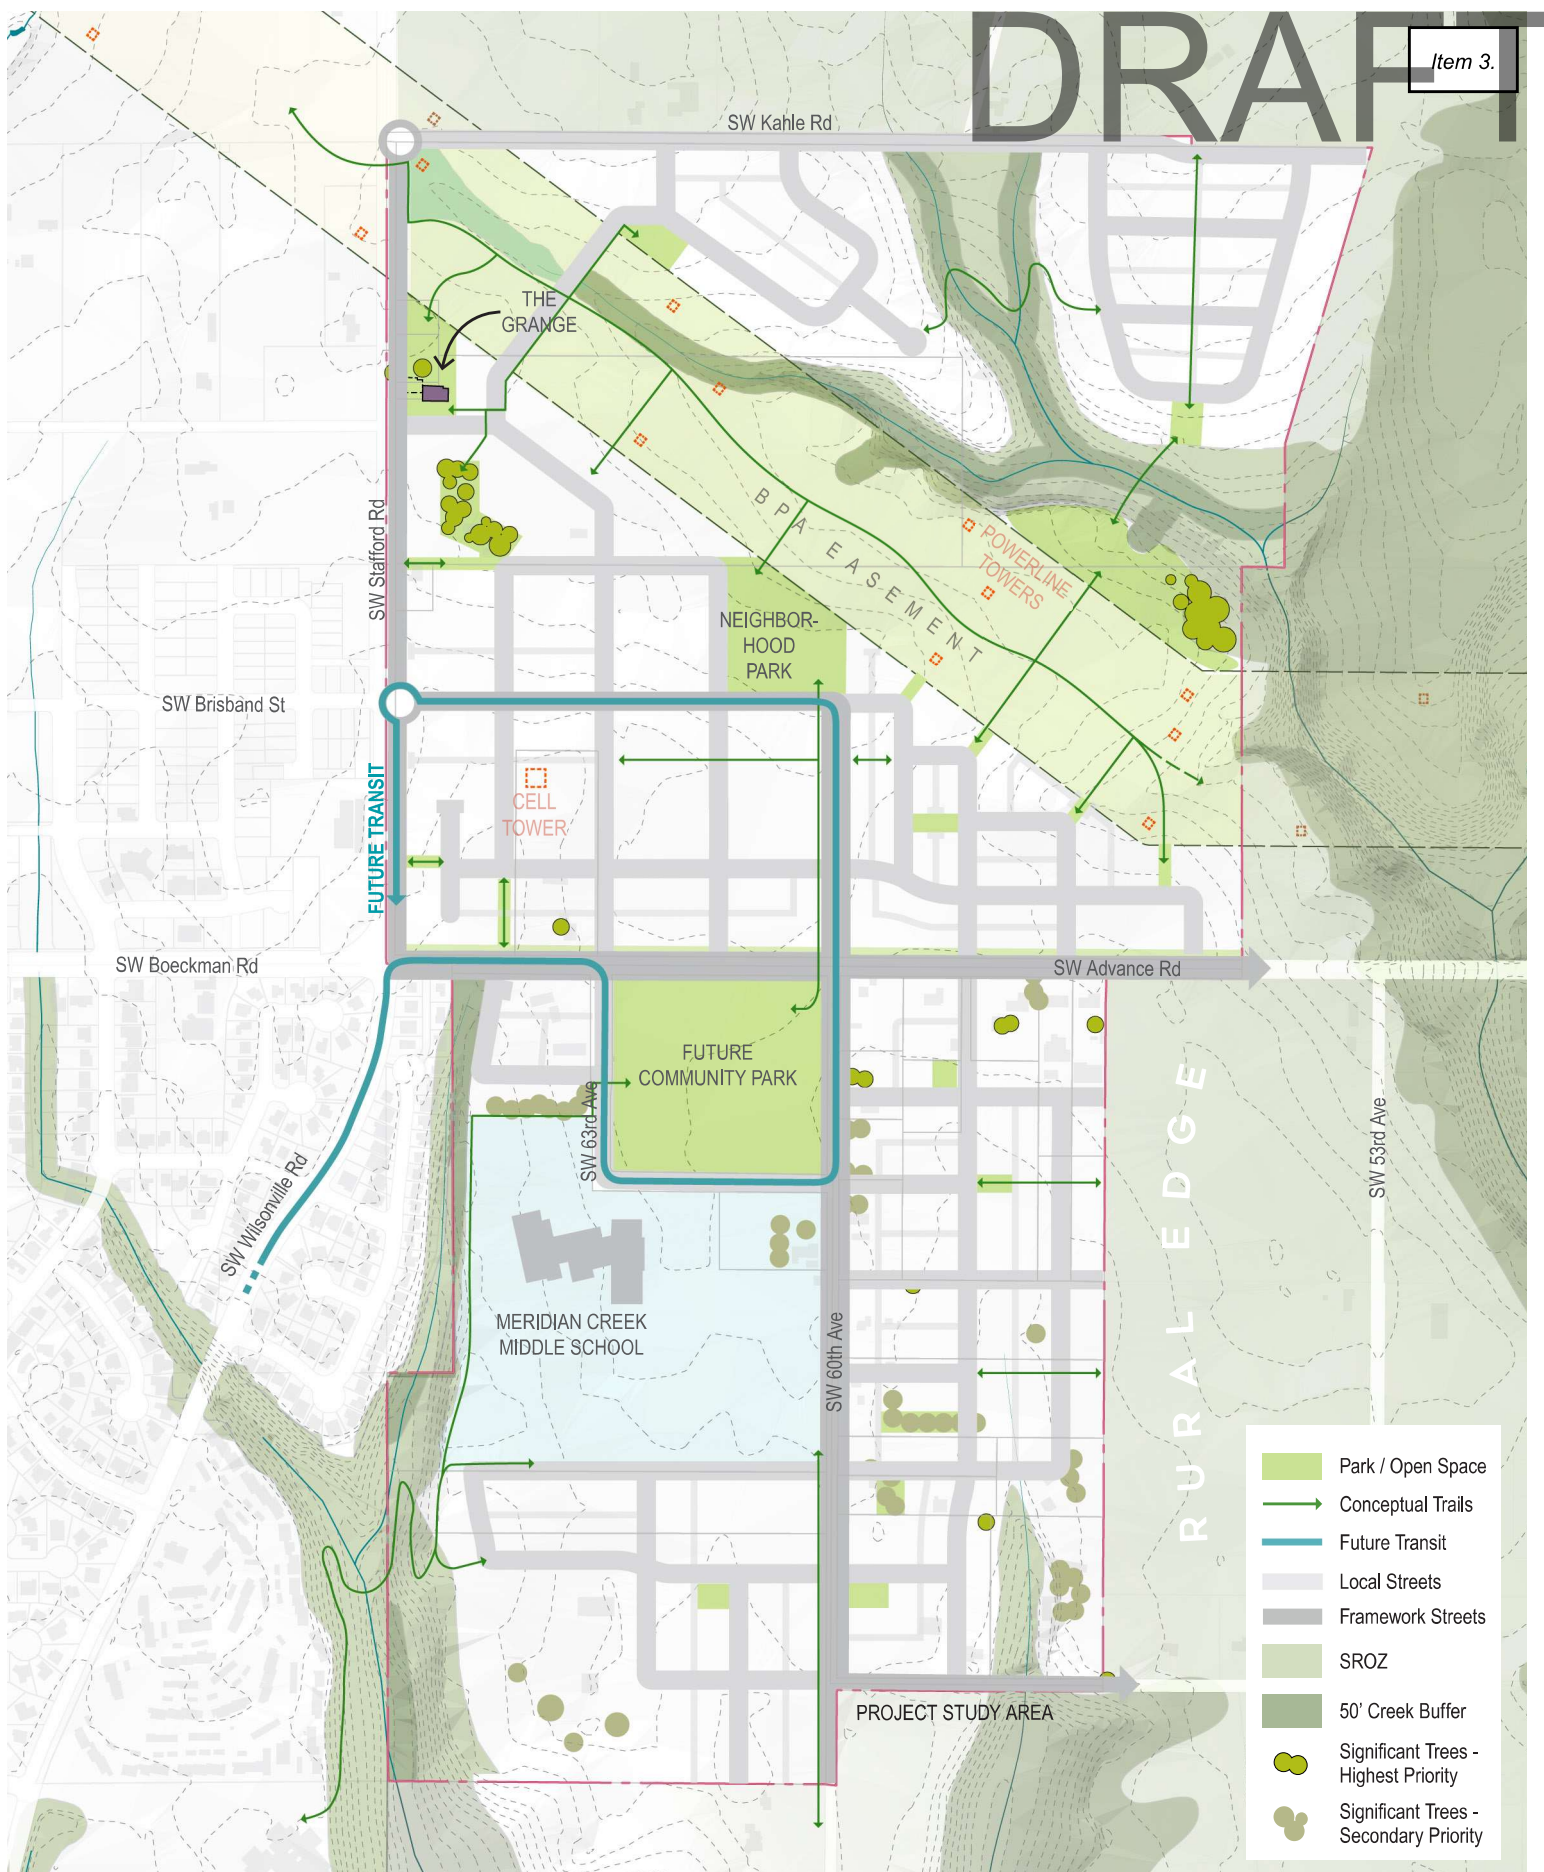 DRAFT
Item 3.
SW Kahle Rd
THE
GRANGE
SW Stafford Rd
BPA EASEMENT
POWERLINE
TOWERS
NEIGHBOR-
HOOD
PARK
SW Brisband St
FUTURE TRANSIT
CELL
TOWER
SW Boeckman Rd
SW Advance Rd
FUTURE
COMMUNITY PARK
SW 63rd Ave
SW Wilsonville Rd
RURAL EDGE
SW 53rd Ave
MERIDIAN CREEK
MIDDLE SCHOOL
SW 60th Ave
PROJECT STUDY AREA
Park / Open Space
Conceptual Trails
Future Transit
Local Streets
Framework Streets
SROZ
50' Creek Buffer
Significant Trees -
Highest Priority
Significant Trees -
Secondary Priority